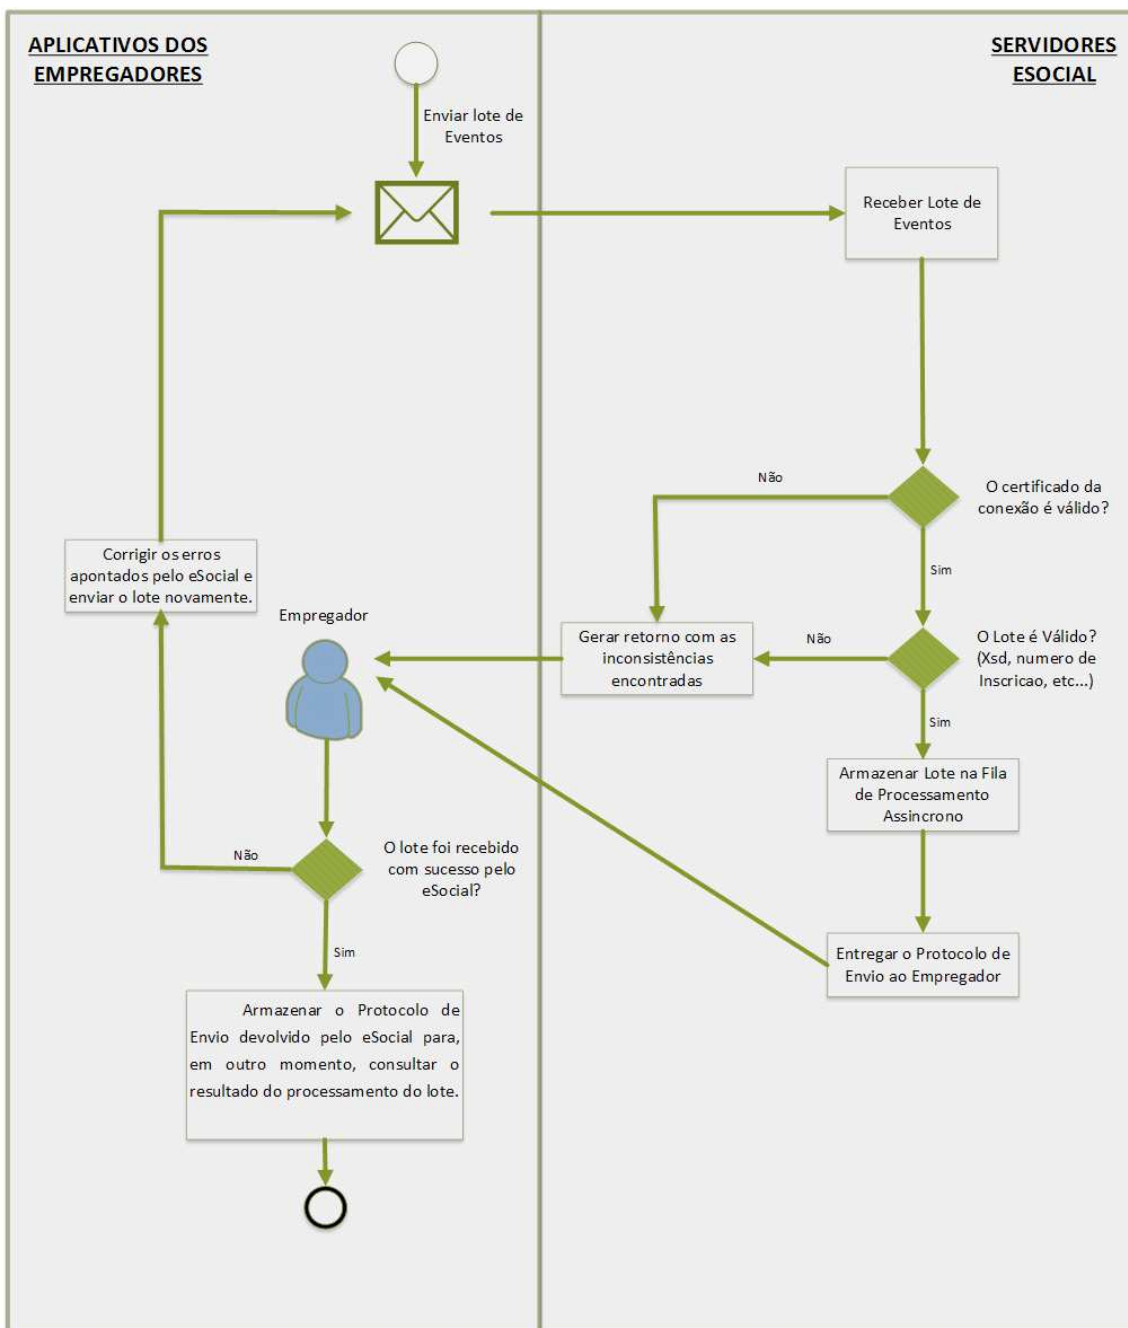 APLICATIVOS DOS
EMPREGADORES
SERVIDORES
ESOCIAL
Enviar lote de
Eventos
Receber Lote de
Eventos
O certificado da
conexão é válido?
Não
Sim
O Lote é Válido?
(Xsd, numero de
Inscricao, etc...)
Não
Sim
Gerar retorno com as
inconsistências
encontradas
Armazenar Lote na Fila
de Processamento
Assincrono
Entregar o Protocolo de
Envio ao Empregador
Corrigir os erros
apontados pelo eSocial e
enviar o lote novamente.
Empregador
O lote foi recebido
com sucesso pelo
eSocial?
Não
Sim
Armazenar o Protocolo de
Envio devolvido pelo eSocial para,
em outro momento, consultar o
resultado do processamento do lote.